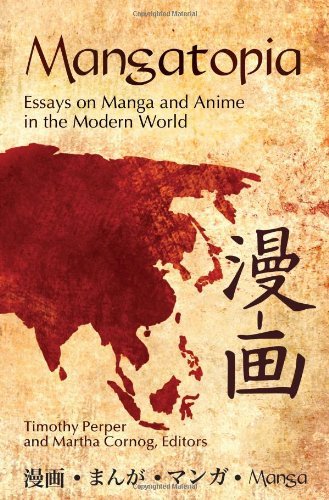 Mangatopia
Essays on Manga and Anime
in the Modern World
漫画
Timothy Perper
and Martha Cornog, Editors
漫画・まんが・マンガ・Manga